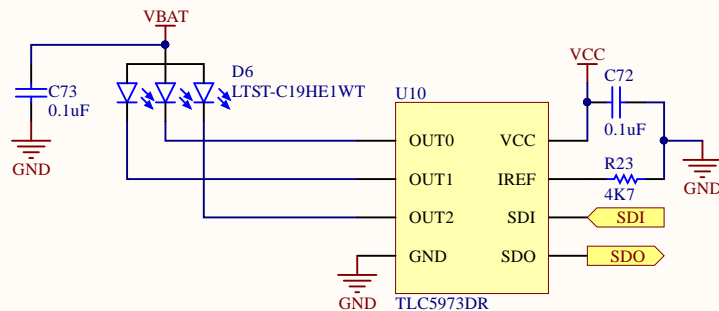 VBAT
D6
LTST-C19HE1WT
C73
0.1uF
GND
VCC
C72
0.1uF
U10
OUT0
VCC
OUT1
IREF
R23
4K7
GND
OUT2
SDI
SDI
GND
SDO
SDO
GND
TLC5973DR